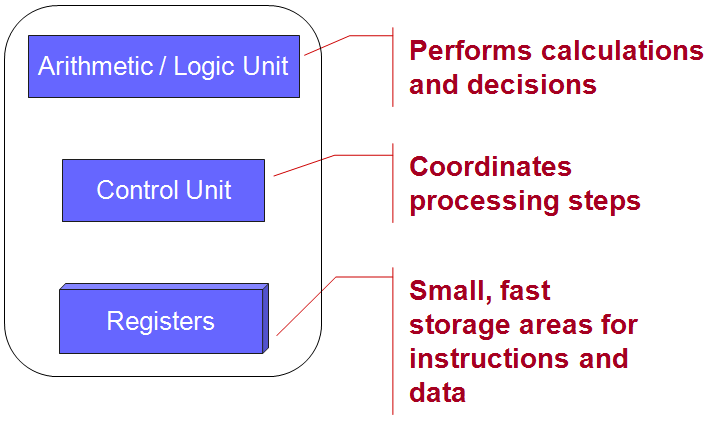 Arithmetic / Logic Unit
Performs calculations
and decisions
Control Unit
Coordinates
processing steps
Registers
Small, fast
storage areas for
instructions and
data